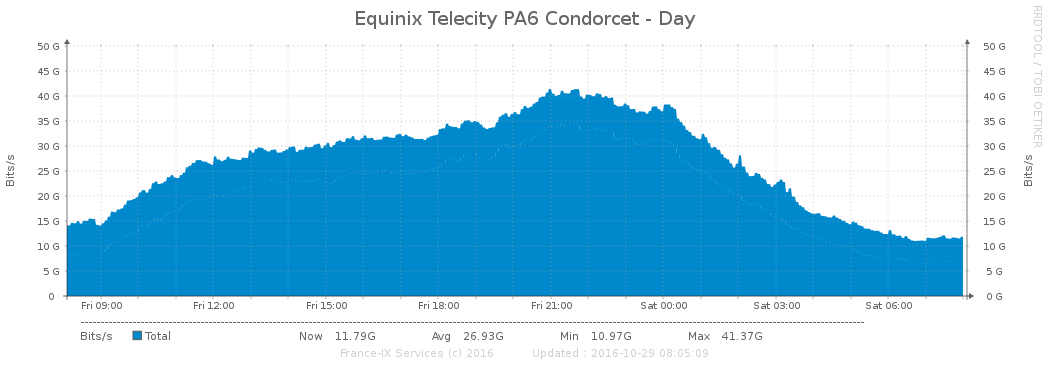 Equinix Telecity PA6 Condorcet - Day
RRDTOOL / TOBI OETIKER
Bits/s
50 G 50 G
45 G 45 G
40 G 40 G
35 G 35 G
30 G 30 G
25 G 25 G
20 G 20 G
15 G 15 G
10 G 10 G
5 G 5 G
0 0 G
Bits/s
Fri 09:00 Fri 12:00 Fri 15:00 Fri 18:00 Fri 21:00 Sat 00:00 Sat 03:00 Sat 06:00
Bits/s Total Now 11.79G Avg 26.93G Min 10.97G Max 41.37G
France-IX Services (c) 2016 Updated : 2016-10-29 08:05:09